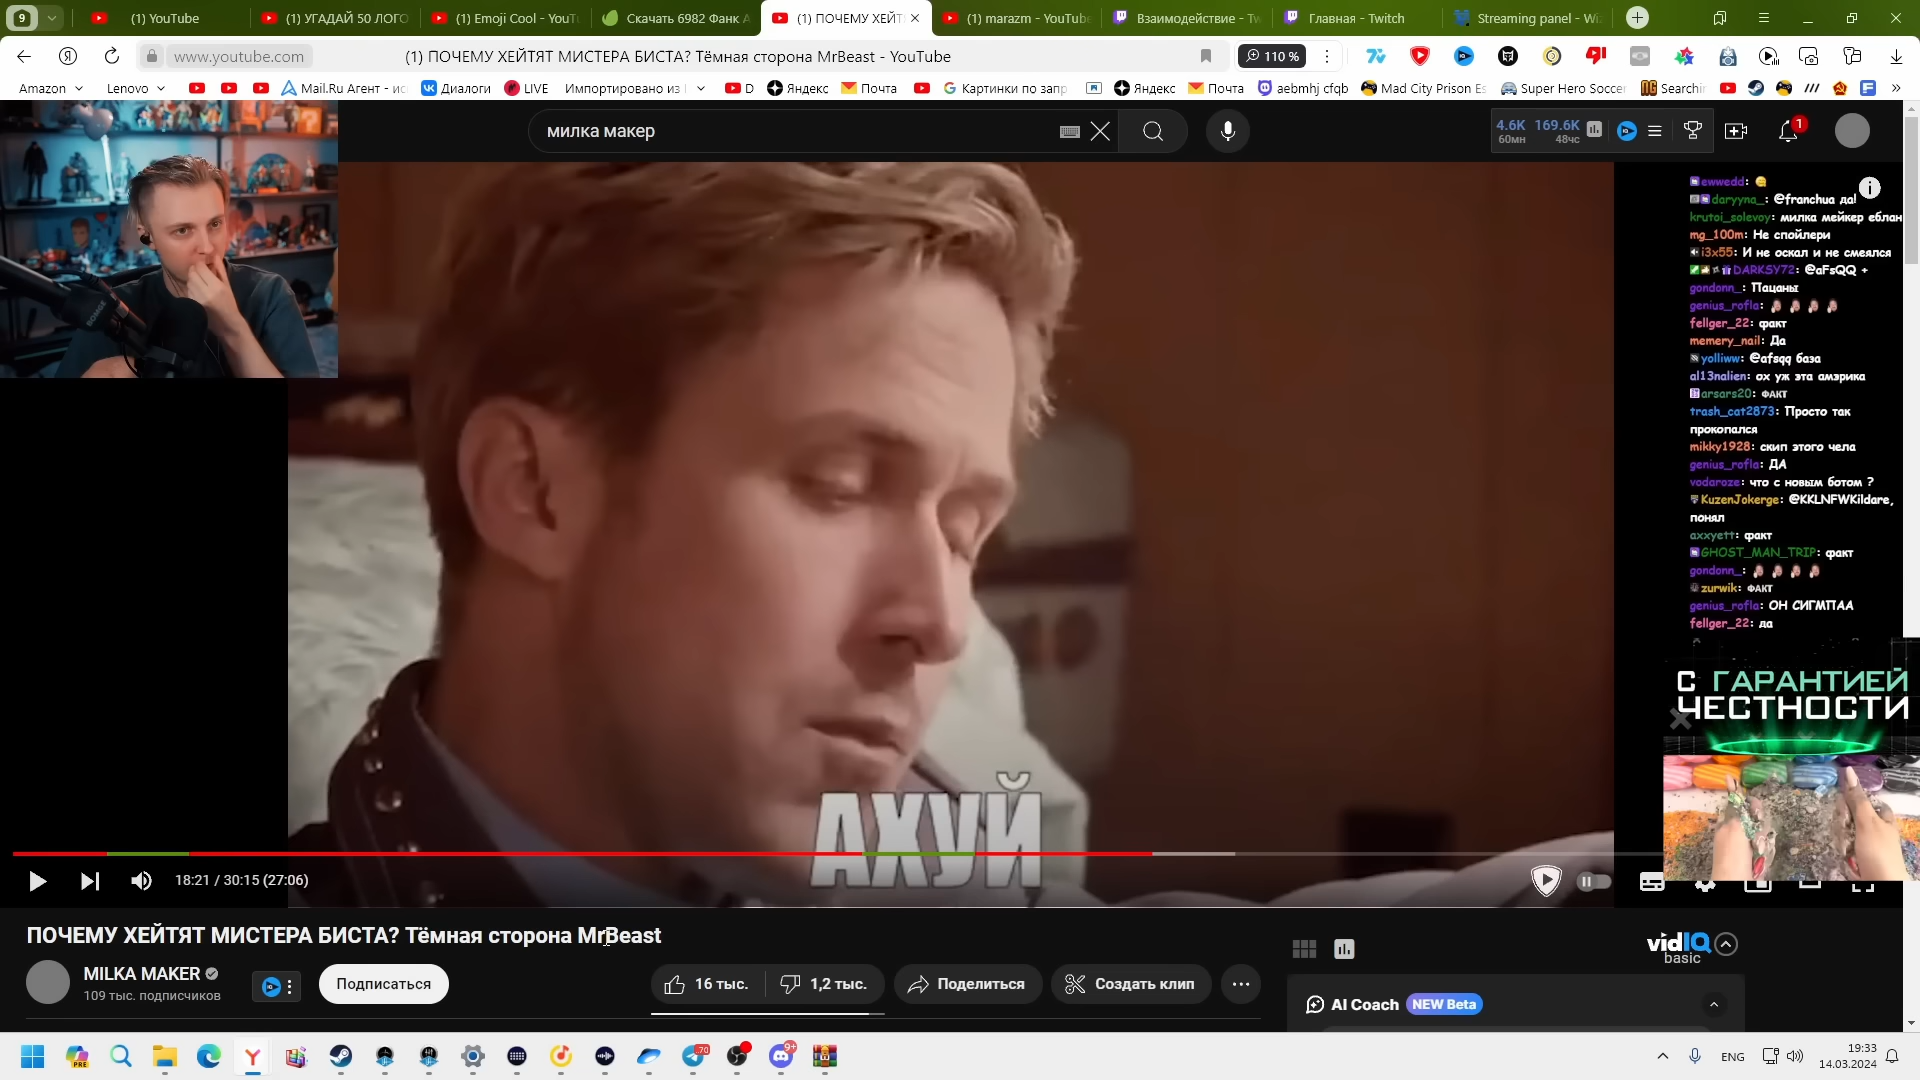 9
(1) YouTube
(1) УГАДАЙ 50 ЛОГО
(1) Emoji Cool - YouTu
Скачать 6982 Фанк А
(1) ПОЧЕМУ ХЕЙТ
(1) marazm - YouTube
Взаимодействие - Tw
Главная - Twitch
Streaming panel - Wiz
www.youtube.com
(1) ПОЧЕМУ ХЕЙТЯТ МИСТЕРА БИСТА? Тёмная сторона MrBeast - YouTube
110 %
Amazon
Lenovo
Mail.Ru Агент - ис
Диалоги
LIVE
Импортировано из I
D
Яндекс
Почта
Картинки по запр
Яндекс
Почта
aebmhj cfqb
Mad City Prison Es
Super Hero Soccer
Searchin
милка макер
4.6K 169.6K
60мн 48чс
1
ewwedd:
daryyna_: @franchua да!
krutoi_solevoy: милка мейкер еблан
mg_100m: Не спойлери
i3x55: И не оскал и не смеялся
DARKSY72: @aFsQQ +
gondonn_: Пацаны
genius_rofla:
fellger_22: факт
memery_nail: Да
yolliww: @afsqq база
al13nalien: ох уж эта амэрика
arsars20: ФАКТ
trash_cat2873: Просто так
прокопался
mikky1928: скип этого чела
genius_rofla: ДА
vodaroze: что с новым ботом ?
KuzenJokerge: @KKLNFWKildare,
понял
axxyett: факт
GHOST_MAN_TRIP: факт
gondonn_:
zurwik: ФАКТ
genius_rofla: ОН СИГМПАА
fellger_22: да
С ГАРАНТИЕЙ
ЧЕСТНОСТИ
АХУЙ
18:21 / 30:15 (27:06)
ПОЧЕМУ ХЕЙТЯТ МИСТЕРА БИСТА? Тёмная сторона MrBeast
MILKA MAKER
109 тыс. подписчиков
Подписаться
16 тыс.
1,2 тыс.
Поделиться
Создать клип
vidIQ
basic
AI Coach NEW Beta
PRE
70
9+
ENG
19:33
14.03.2024